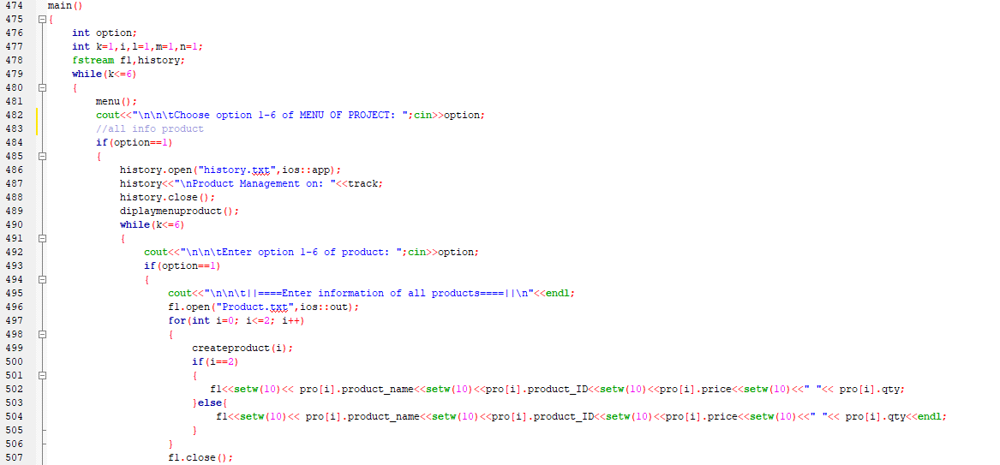 474 main()
475 {
476 int option;
477 int k=1,i,l=1,m=1,n=1;
478 fstream fl,history;
479 while(k<=6)
480 {
481 menu();
482 cout<<"\n\n\tChoose option 1-6 of MENU OF PROJECT: ";cin>>option;
483 //all info product
484 if(option==1)
485 {
486 history.open("history.txt",ios::app);
487 history<<"\nProduct Management on: "<<track;
488 history.close();
489 diplaymenuproduct();
490 while(k<=6)
491 {
492 cout<<"\n\n\tEnter option 1-6 of product: ";cin>>option;
493 if(option==1)
494 {
495 cout<<"\n\n\t||====Enter information of all products====||\n"<<endl;
496 fl.open("Product.txt",ios::out);
497 for(int i=0; i<=2; i++)
498 {
499 createproduct(i);
500 if(i==2)
501 {
502 fl<<setw(10)<< pro[i].product_name<<setw(10)<<pro[i].product_ID<<setw(10)<<pro[i].price<<setw(10)<<" "<< pro[i].qty;
503 }else{
504 fl<<setw(10)<< pro[i].product_name<<setw(10)<<pro[i].product_ID<<setw(10)<<pro[i].price<<setw(10)<<" "<< pro[i].qty<<endl;
505 }
506 }
507 fl.close();